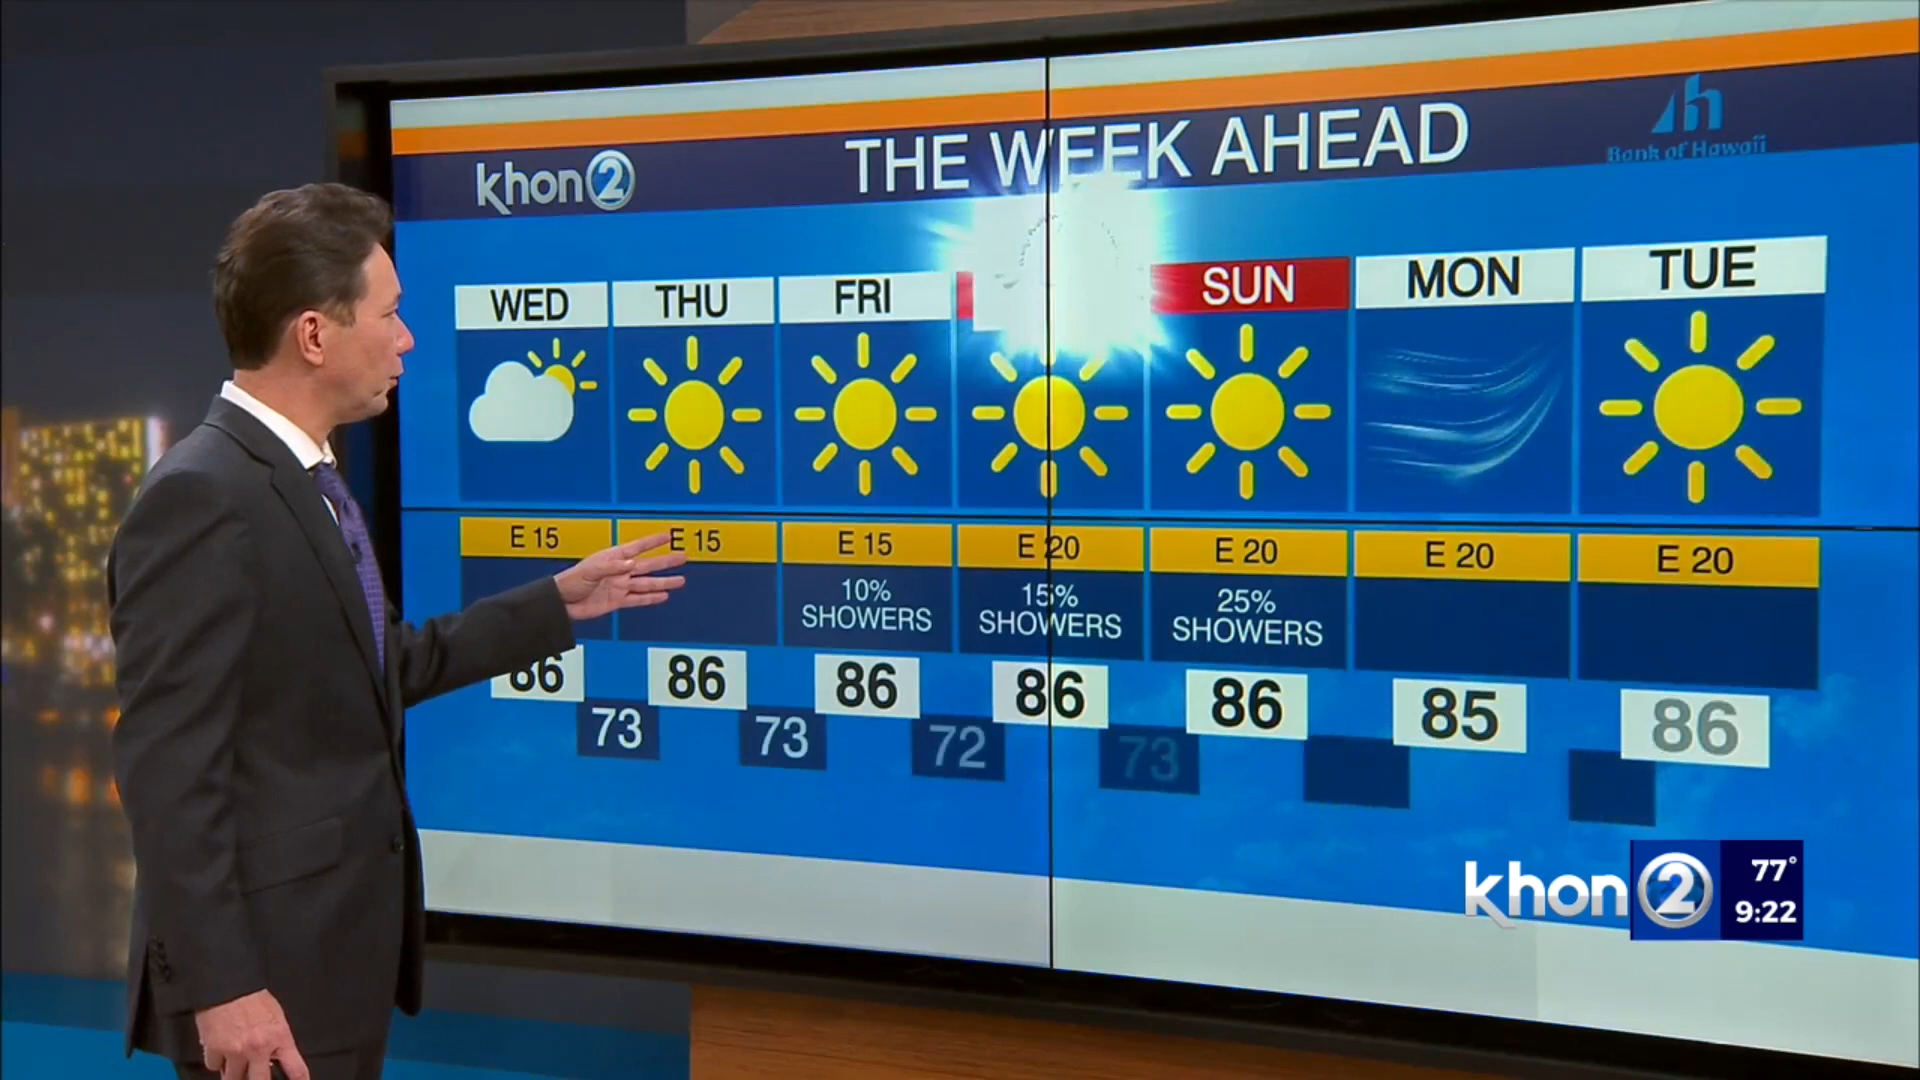 THE WEEK AHEAD
khon2
Bank of Hawaii
WED THU FRI SUN MON TUE
E 15 E 15 E 15 E 20 E 20 E 20 E 20
10% SHOWERS
15% SHOWERS
25% SHOWERS
86 86 86 86 86 85 86
73 73 72 73
khon2
77°
9:22